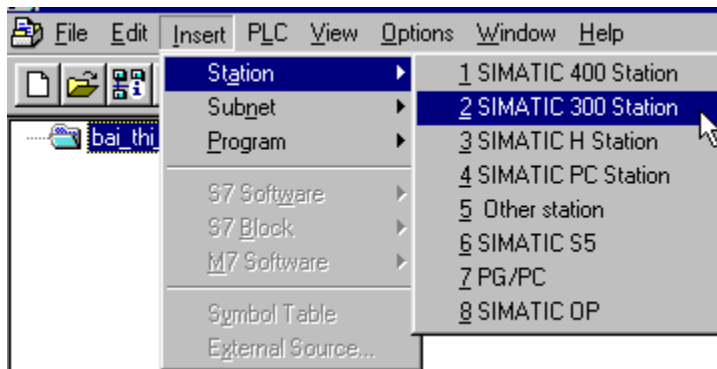 File Edit Insert PLC View Options Window Help
Station
Subnet
Program
S7 Software
S7 Block
M7 Software
Symbol Table
External Source...
1 SIMATIC 400 Station
2 SIMATIC 300 Station
3 SIMATIC H Station
4 SIMATIC PC Station
5 Other station
6 SIMATIC S5
7 PG/PC
8 SIMATIC OP
bai_thi_